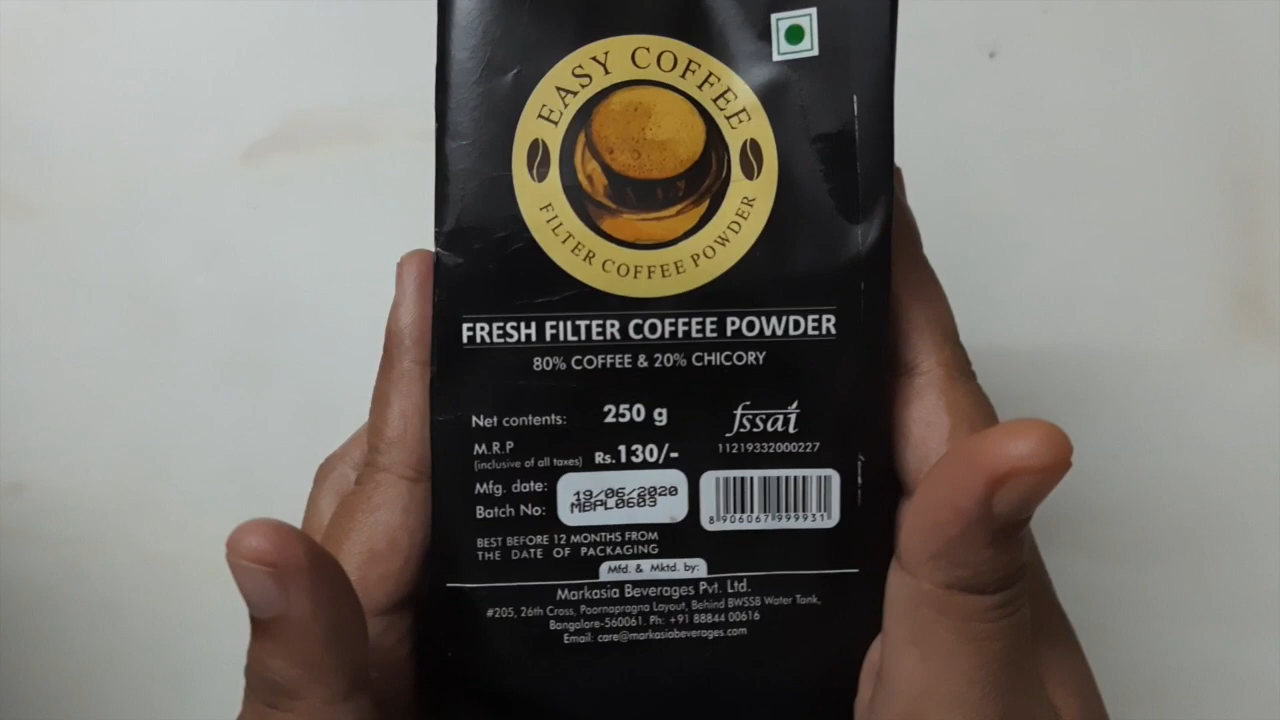 EASY COFFEE
FILTER COFFEE POWDER
FRESH FILTER COFFEE POWDER
80% COFFEE & 20% CHICORY
Net contents: 250 g
M.R.P
(inclusive of all taxes) Rs.130/-
fssai
11219332000227
Mfg. date: 19/06/2020
Batch No: MBPL0603
8 906067 999931
BEST BEFORE 12 MONTHS FROM
THE DATE OF PACKAGING
Mfd. & Mktd. by:
Markasia Beverages Pvt. Ltd.
#205, 26th Cross, Poornapragna Layout, Behind BWSSB Water Tank,
Bangalore-560061. Ph: +91 88844 00616
Email: care@markasiabeverages.com